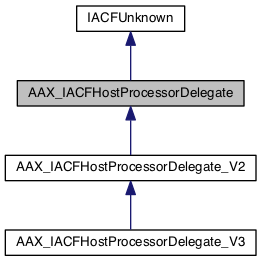 IACFUnknown
AAX_IACFHostProcessorDelegate
AAX_IACFHostProcessorDelegate_V2
AAX_IACFHostProcessorDelegate_V3